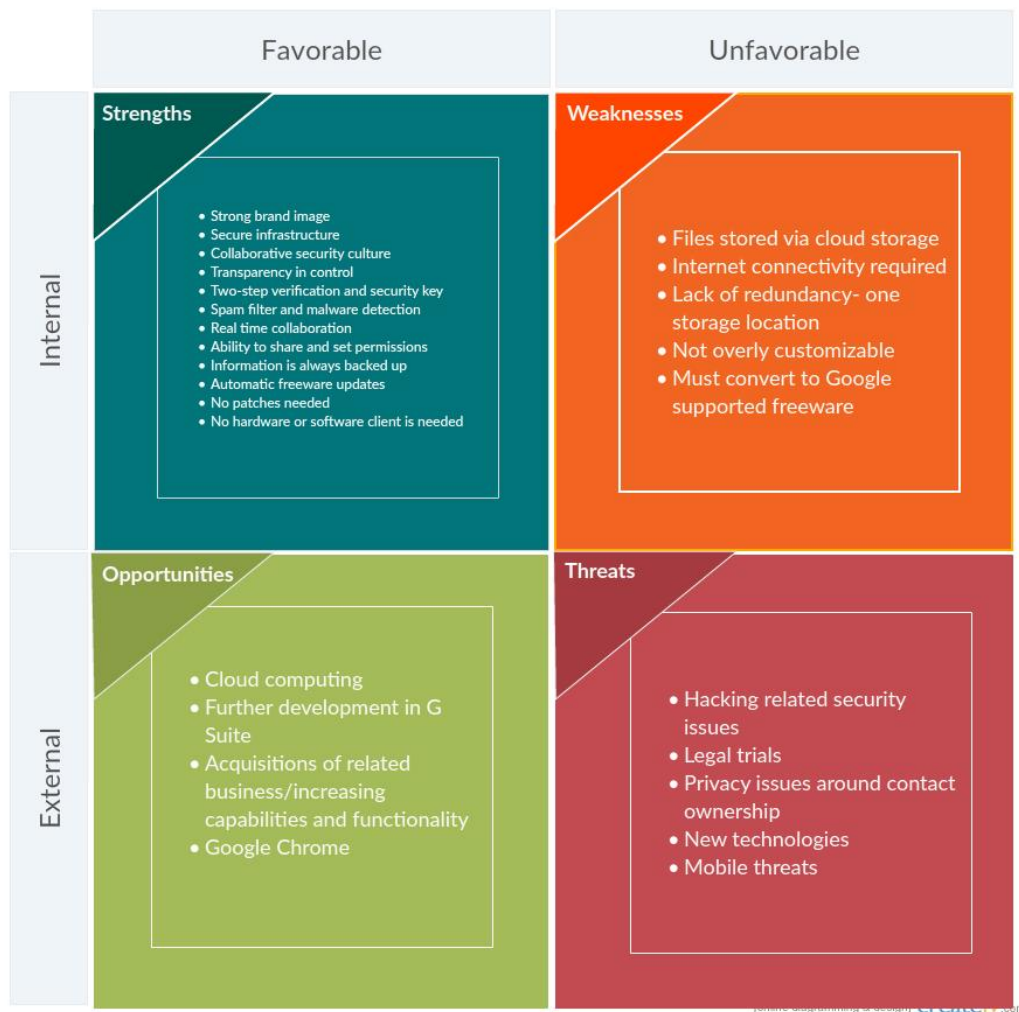 Favorable
Unfavorable
Internal
Strengths
• Strong brand image
• Secure infrastructure
• Collaborative security culture
• Transparency in control
• Two-step verification and security key
• Spam filter and malware detection
• Real time collaboration
• Ability to share and set permissions
• Information is always backed up
• Automatic freeware updates
• No patches needed
• No hardware or software client is needed
Weaknesses
• Files stored via cloud storage
• Internet connectivity required
• Lack of redundancy- one
storage location
• Not overly customizable
• Must convert to Google
supported freeware
External
Opportunities
• Cloud computing
• Further development in G
Suite
• Acquisitions of related
business/increasing
capabilities and functionality
• Google Chrome
Threats
• Hacking related security
issues
• Legal trials
• Privacy issues around contact
ownership
• New technologies
• Mobile threats